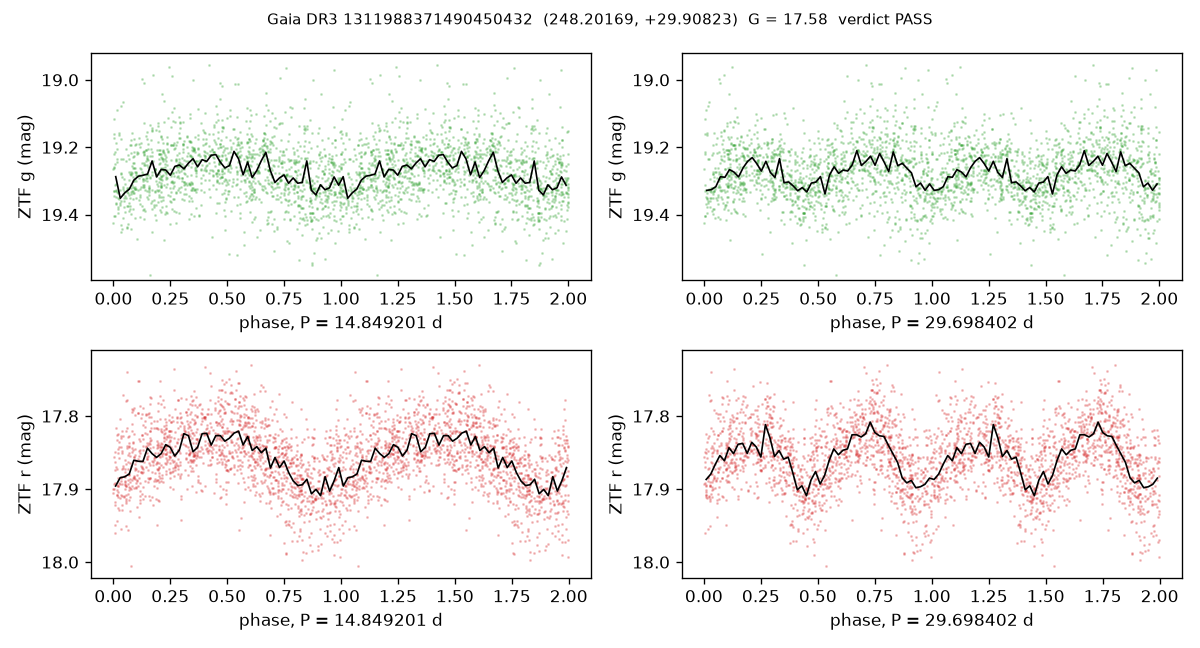 Gaia DR3 1311988371490450432 (248.20169, +29.90823) G = 17.58 verdict PASS
ZTF g (mag)
19.0
19.2
19.4
0.00 0.25 0.50 0.75 1.00 1.25 1.50 1.75 2.00
phase, P = 14.849201 d
ZTF g (mag)
19.0
19.2
19.4
0.00 0.25 0.50 0.75 1.00 1.25 1.50 1.75 2.00
phase, P = 29.698402 d
ZTF r (mag)
17.8
17.9
18.0
0.00 0.25 0.50 0.75 1.00 1.25 1.50 1.75 2.00
phase, P = 14.849201 d
ZTF r (mag)
17.8
17.9
18.0
0.00 0.25 0.50 0.75 1.00 1.25 1.50 1.75 2.00
phase, P = 29.698402 d